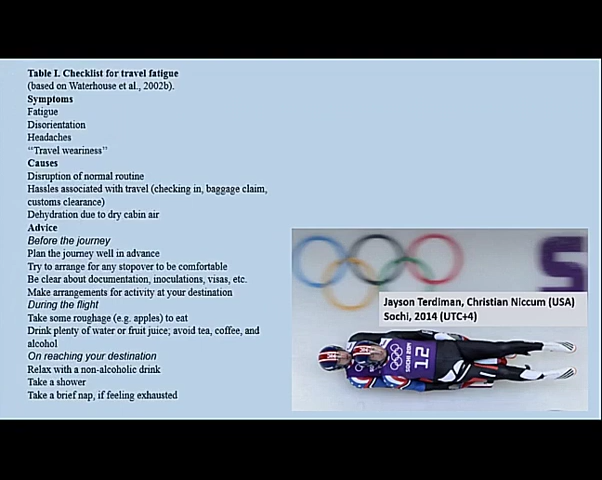 Table I. Checklist for travel fatigue
(based on Waterhouse et al., 2002b).
Symptoms
Fatigue
Disorientation
Headaches
‘‘Travel weariness’’
Causes
Disruption of normal routine
Hassles associated with travel (checking in, baggage claim,
customs clearance)
Dehydration due to dry cabin air
Advice
Before the journey
Plan the journey well in advance
Try to arrange for any stopover to be comfortable
Be clear about documentation, inoculations, visas, etc.
Make arrangements for activity at your destination
During the flight
Take some roughage (e.g. apples) to eat
Drink plenty of water or fruit juice; avoid tea, coffee, and
alcohol
On reaching your destination
Relax with a non-alcoholic drink
Take a shower
Take a brief nap, if feeling exhausted
S
Jayson Terdiman, Christian Niccum (USA)
Sochi, 2014 (UTC+4)
21